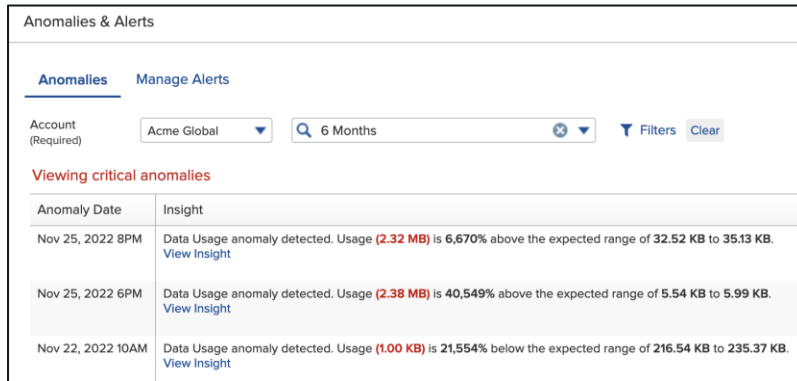 Anomalies & Alerts
Anomalies Manage Alerts
Account
(Required)
Acme Global
6 Months
Filters
Clear
Viewing critical anomalies
Anomaly Date Insight
Nov 25, 2022 8PM Data Usage anomaly detected. Usage (2.32 MB) is 6,670% above the expected range of 32.52 KB to 35.13 KB.
View Insight
Nov 25, 2022 6PM Data Usage anomaly detected. Usage (2.38 MB) is 40,549% above the expected range of 5.54 KB to 5.99 KB.
View Insight
Nov 22, 2022 10AM Data Usage anomaly detected. Usage (1.00 KB) is 21,554% below the expected range of 216.54 KB to 235.37 KB.
View Insight